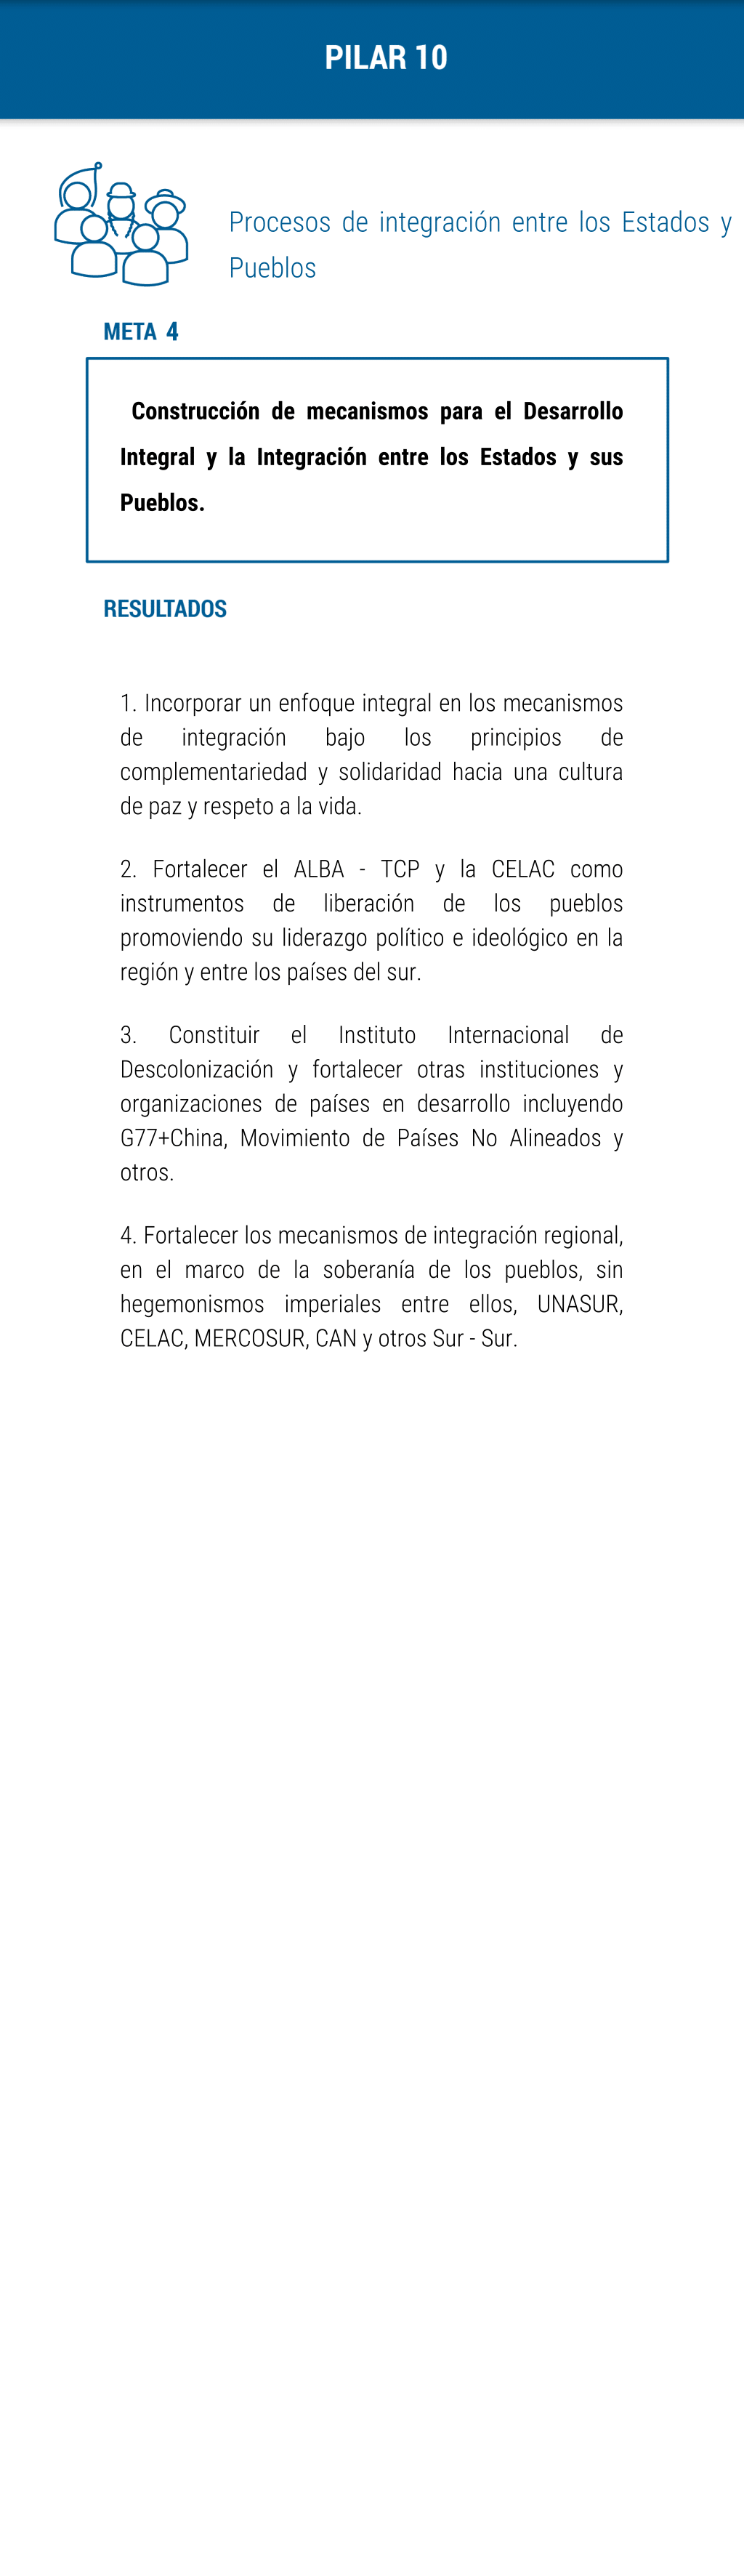 PILAR 10
Procesos de integración entre los Estados y
Pueblos
META 4
Construcción de mecanismos para el Desarrollo
Integral y la Integración entre los Estados y sus
Pueblos.
RESULTADOS
1. Incorporar un enfoque integral en los mecanismos
de integración bajo los principios de
complementariedad y solidaridad hacia una cultura
de paz y respeto a la vida.
2. Fortalecer el ALBA - TCP y la CELAC como
instrumentos de liberación de los pueblos
promoviendo su liderazgo político e ideológico en la
región y entre los países del sur.
3. Constituir el Instituto Internacional de
Descolonización y fortalecer otras instituciones y
organizaciones de países en desarrollo incluyendo
G77+China, Movimiento de Países No Alineados y
otros.
4. Fortalecer los mecanismos de integración regional,
en el marco de la soberanía de los pueblos, sin
hegemonismos imperiales entre ellos, UNASUR,
CELAC, MERCOSUR, CAN y otros Sur - Sur.